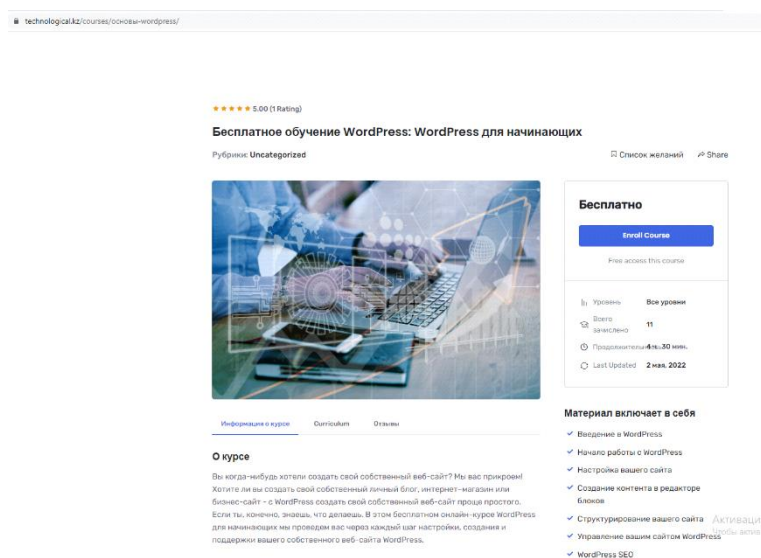 technological.kz/courses/основы-wordpress/
5.00 (1 Rating)
Бесплатное обучение WordPress: WordPress для начинающих
Рубрики: Uncategorized
Список желаний
Share
Бесплатно
Enroll Course
Free access this course
Уровень Все уровни
Всего зачислено 11
4 ч. 30 мин.
Last Updated 2 мая, 2022
Информация о курсе Curriculum Отзывы
О курсе
Вы когда-нибудь хотели создать свой собственный веб-сайт? Мы вас прикроем!
Хотите ли вы создать свой собственный личный блог, интернет-магазин или
бизнес-сайт - с WordPress создать свой собственный веб-сайт проще простого.
Если ты, конечно, знаешь, что делаешь. В этом бесплатном онлайн-курсе WordPress
для начинающих мы проведем вас через каждый шаг настройки, создания и
поддержки вашего собственного веб-сайта WordPress.
Материал включает в себя
Введение в WordPress
Начало работы с WordPress
Настройка вашего сайта
Создание контента в редакторе
блоков
Структурирование вашего сайта
Управление вашим сайтом WordPress
WordPress SEO